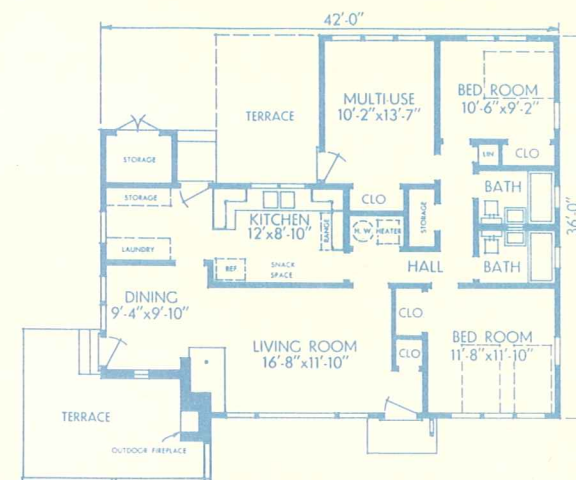 42'-0"
TERRACE
MULTI-USE
10'-2"x13'-7"
BED ROOM
10'-6"x9'-2"
STORAGE
LIN
CLO
STORAGE
CLO
BATH
STORAGE
36'-0"
KITCHEN
12'x8'-10"
RANGE
H. W.
HEATER
LAUNDRY
REF
SNACK
SPACE
HALL
BATH
DINING
9'-4"x9'-10"
CLO
LIVING ROOM
16'-8"x11'-10"
CLO
BED ROOM
11'-8"x11'-10"
TERRACE
OUTDOOR FIREPLACE